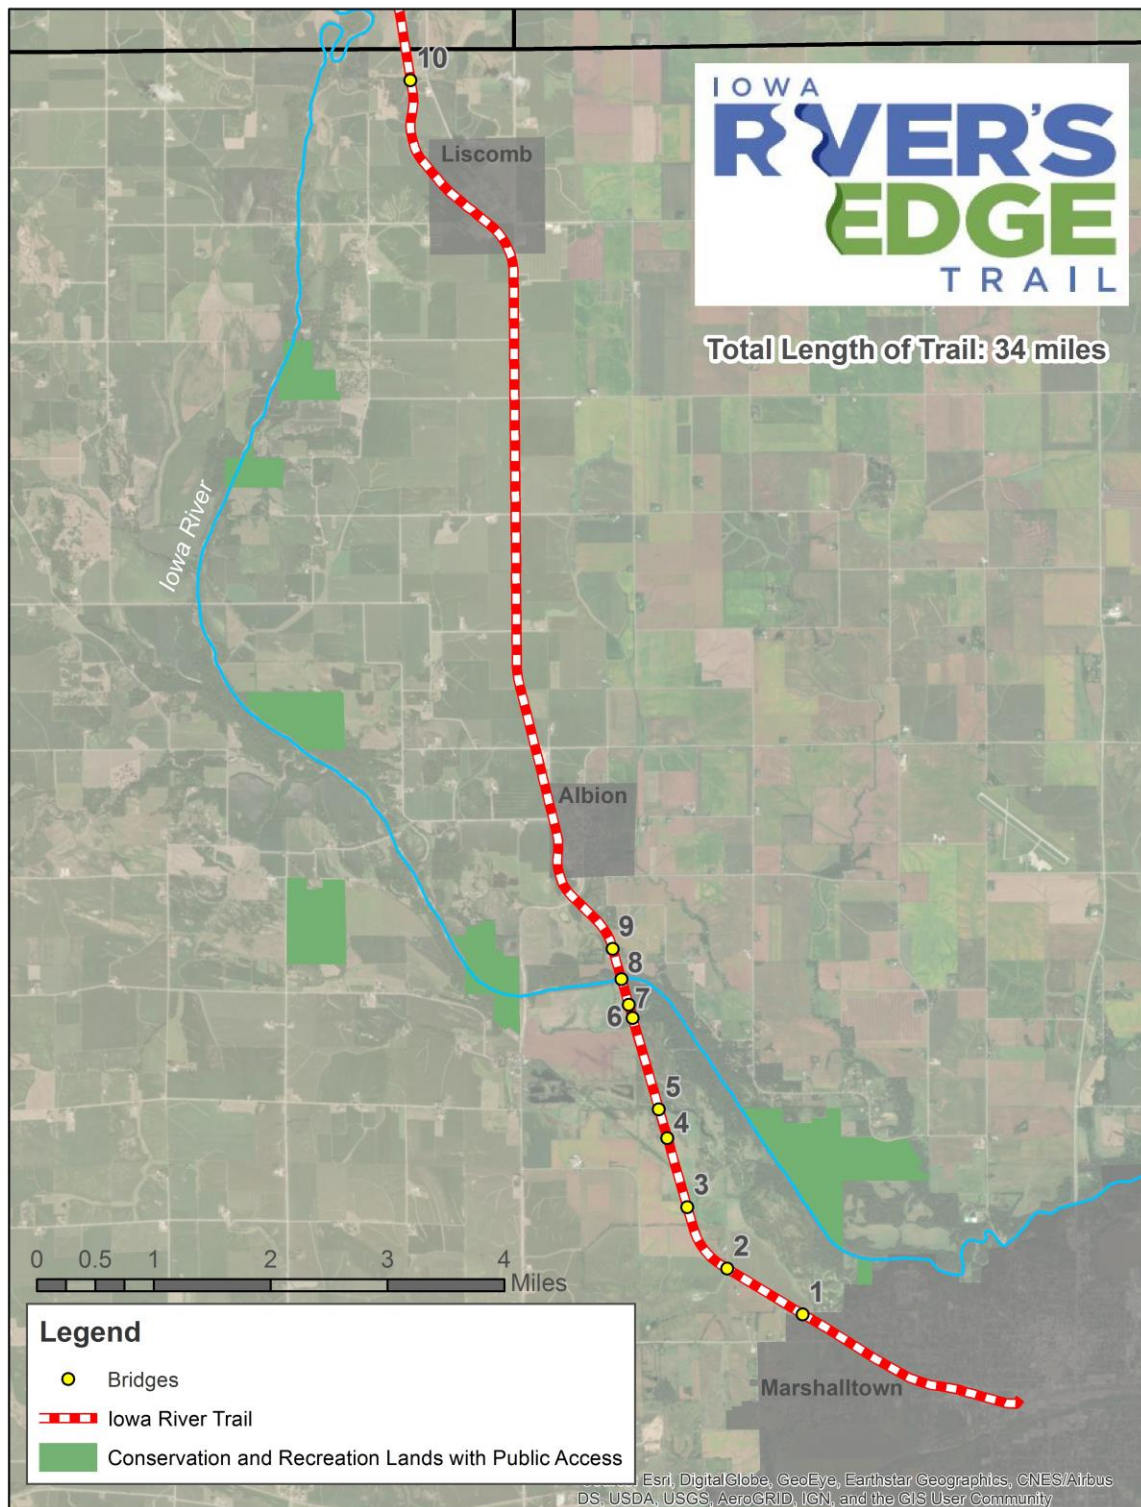 10
Liscomb
IOWA
RIVER'S
EDGE
TRAIL
Total Length of Trail: 34 miles
Iowa River
Albion
9
8
7
6
5
4
3
2
1
0 0.5 1 2 3 4
Miles
Marshalltown
Legend
Bridges
Iowa River Trail
Conservation and Recreation Lands with Public Access
Esri, DigitalGlobe, GeoEye, Earthstar Geographics, CNES/Airbus
DS, USDA, USGS, AeroGRID, IGN, and the GIS User Community